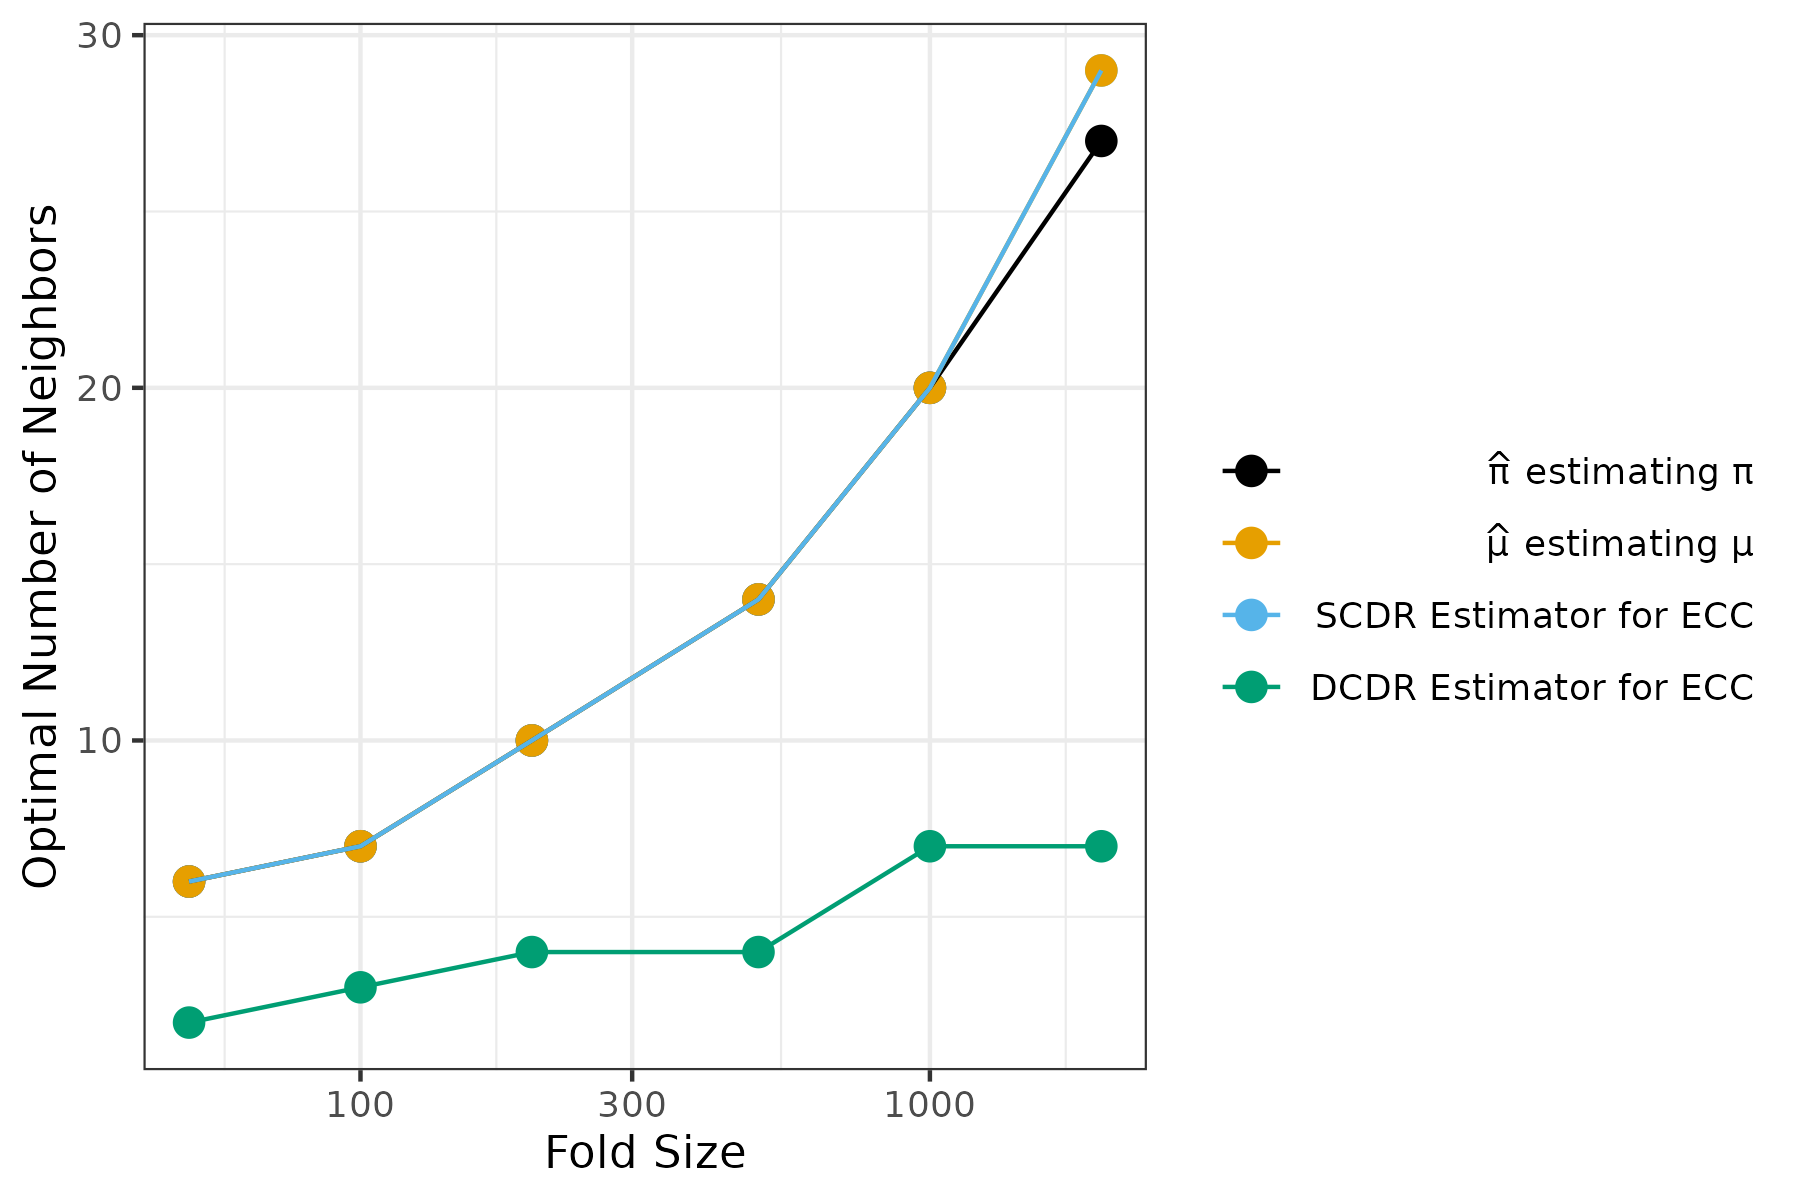 30
20
10
Optimal Number of Neighbors
100 300 1000
Fold Size
π̂ estimating π
μ̂ estimating μ
SCDR Estimator for ECC
DCDR Estimator for ECC